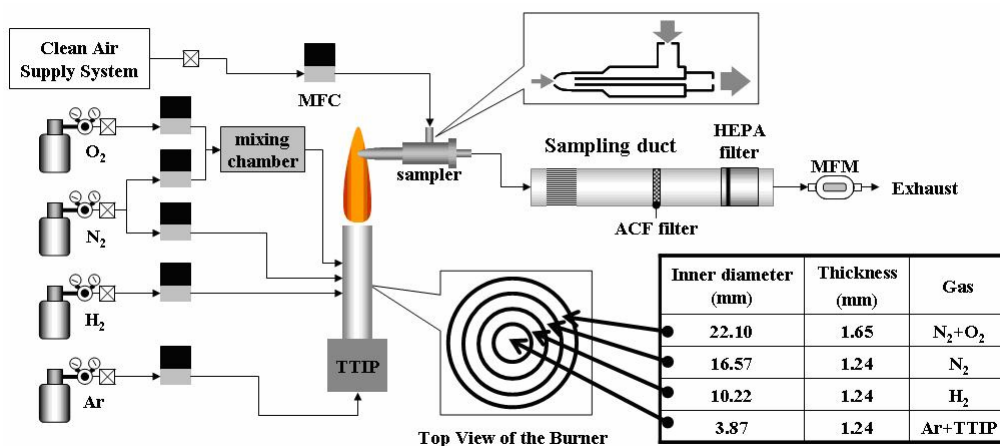 Clean Air
Supply System
MFC
O₂
mixing
chamber
N₂
H₂
Ar
TTIP
sampler
Sampling duct
HEPA
filter
MFM
Exhaust
ACF filter
Top View of the Burner
Inner diameter (mm) Thickness (mm) Gas
22.10 1.65 N₂+O₂
16.57 1.24 N₂
10.22 1.24 H₂
3.87 1.24 Ar+TTIP